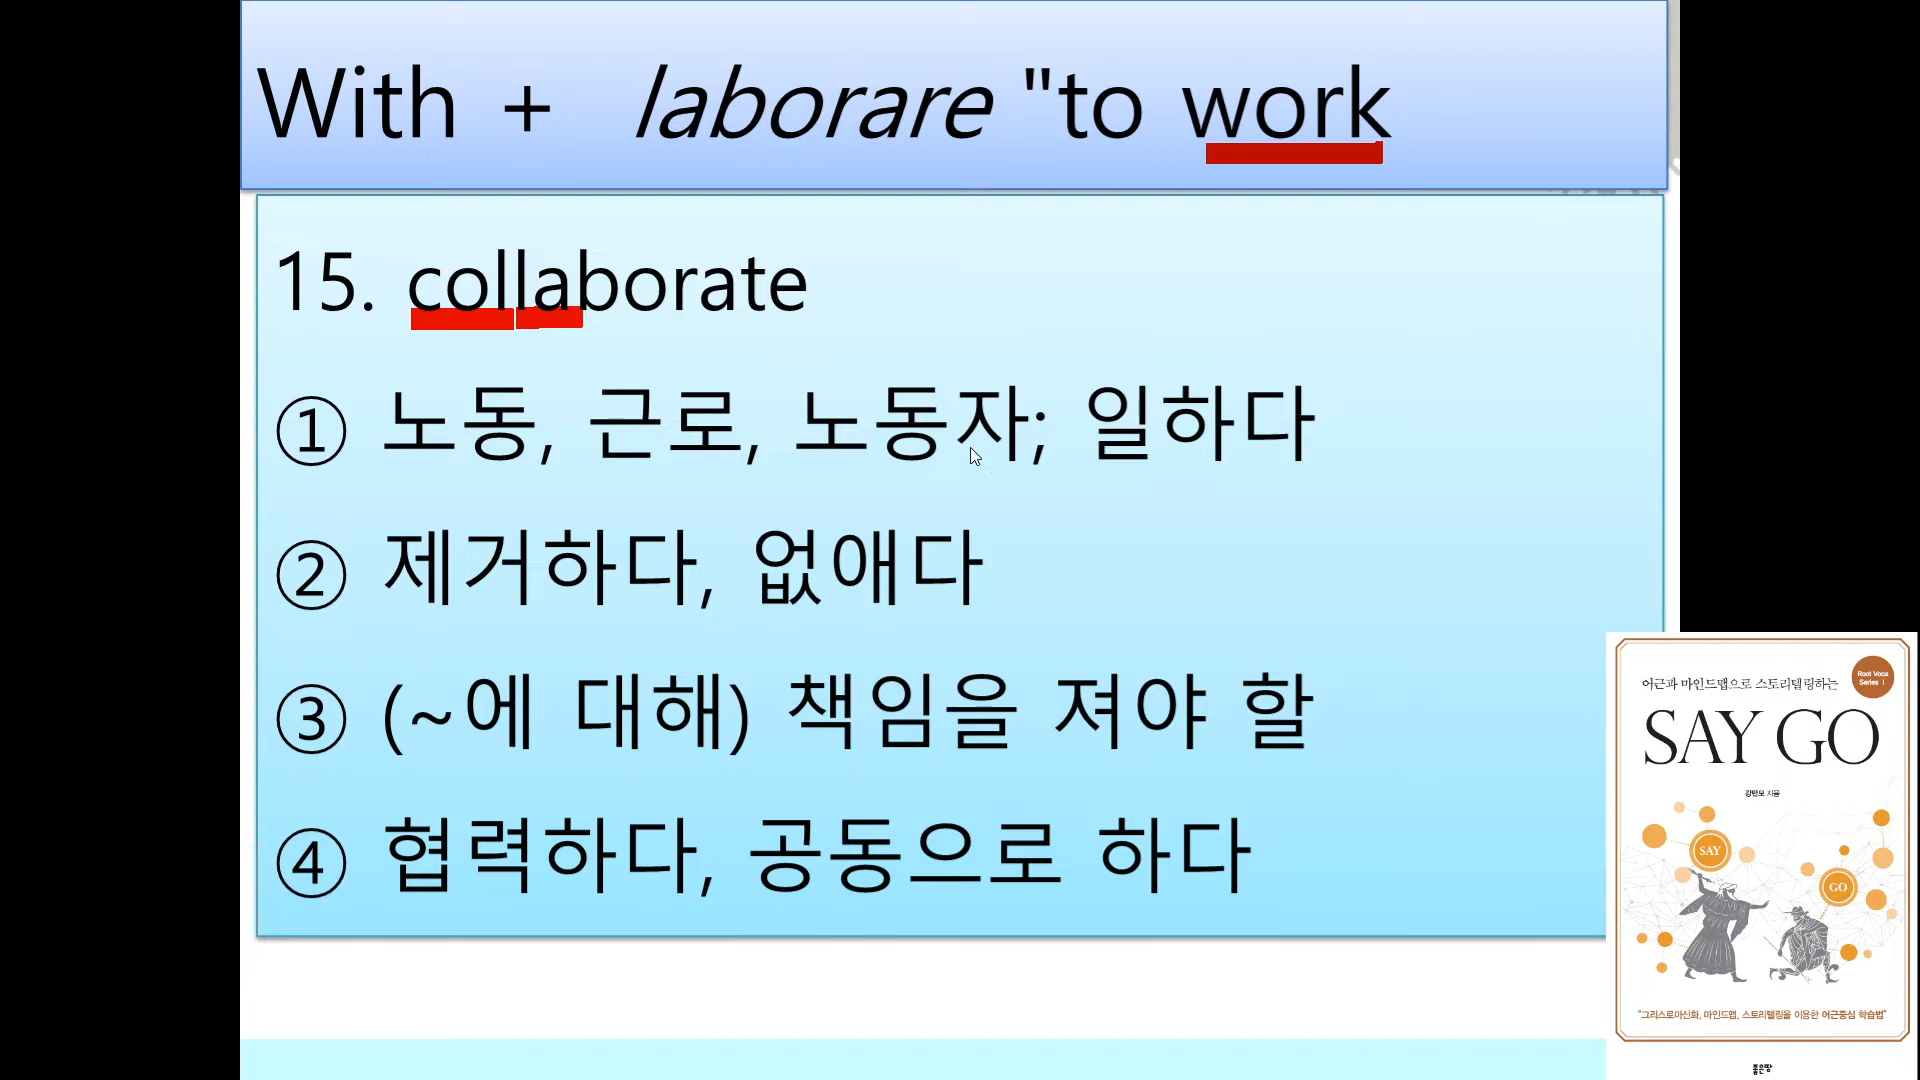 With + laborare "to work
15. collaborate
① 노동, 근로, 노동자; 일하다
② 제거하다, 없애다
③ (~에 대해) 책임을 져야 할
④ 협력하다, 공동으로 하다
어근과 마인드맵으로 스토리텔링하는
Root Voca
Series I
SAY GO
강민모 지음
SAY
GO
"그리스로마신화, 마인드맵, 스토리텔링을 이용한 어근중심 학습법"
좋은땅